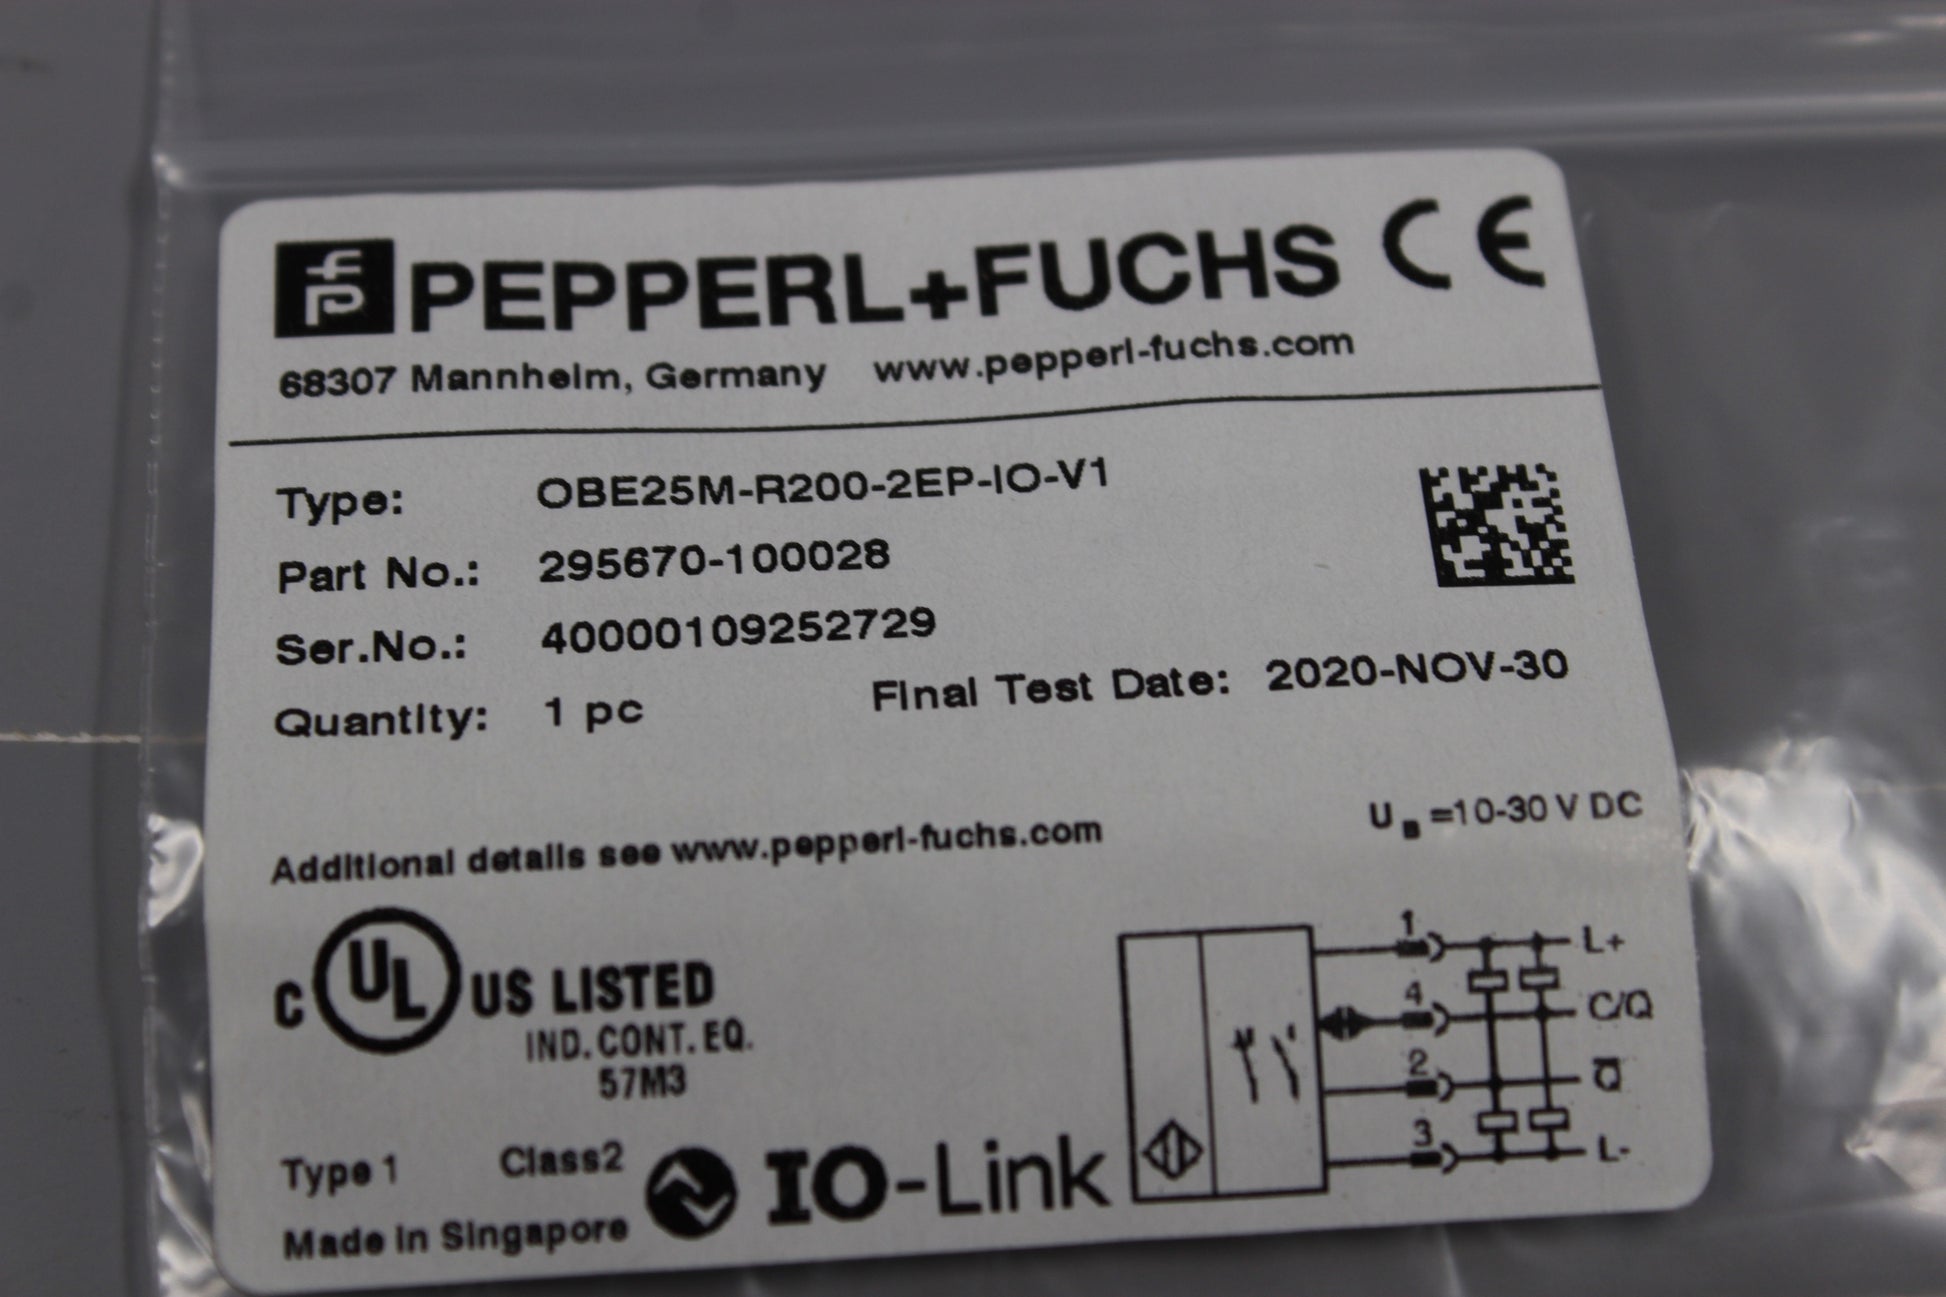 fp PEPPERL+FUCHS CE
68307 Mannheim, Germany www.pepperl-fuchs.com
Type: OBE25M-R200-2EP-IO-V1
Part No.: 295670-100028
Ser.No.: 40000109252729
Quantity: 1 pc Final Test Date: 2020-NOV-30
UB =10-30 V DC
Additional details see www.pepperl-fuchs.com
C UL US LISTED
IND. CONT. EQ.
57M3
Type 1 Class2
IO-Link
Made in Singapore
1 L+
4 C/Q
2 Q̅
3 L-